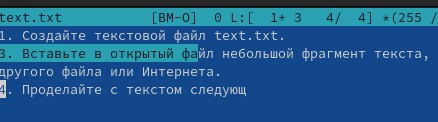 text.txt [BM-O] 0 L:[ 1+ 3 4/ 4] *(255 /
1. Создайте текстовой файл text.txt.
3. Вставьте в открытый файл небольшой фрагмент текста,
другого файла или Интернета.
4. Проделайте с текстом следующ